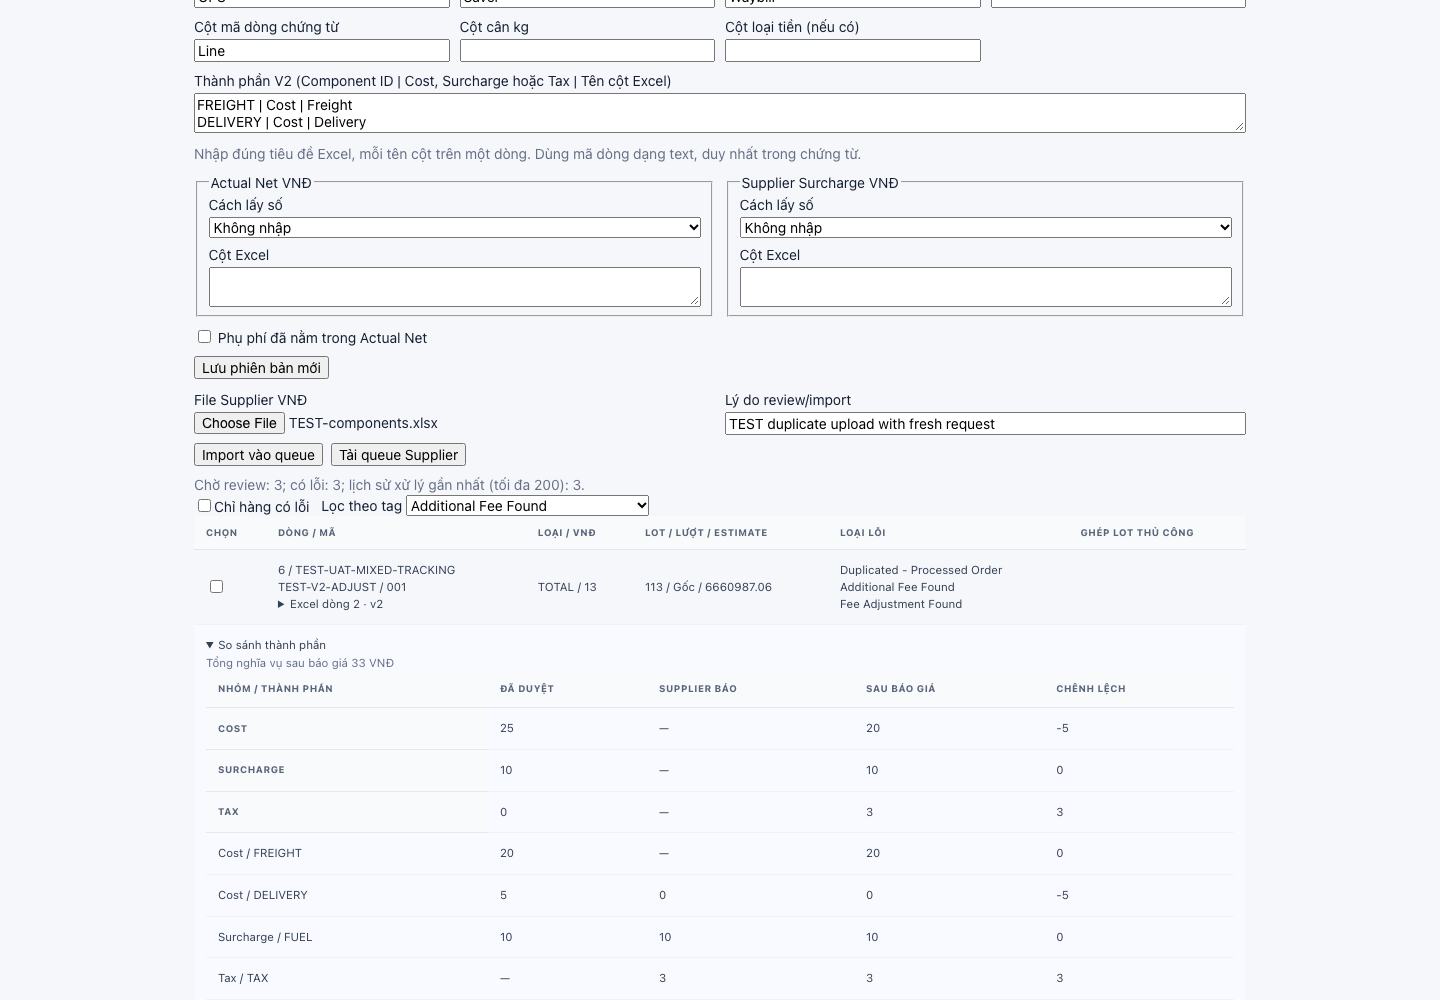 Cột mã dòng chứng từ
Cột cân kg
Cột loại tiền (nếu có)
Line
Thành phần V2 (Component ID | Cost, Surcharge hoặc Tax | Tên cột Excel)
FREIGHT | Cost | Freight
DELIVERY | Cost | Delivery
Nhập đúng tiêu đề Excel, mỗi tên cột trên một dòng. Dùng mã dòng dạng text, duy nhất trong chứng từ.
Actual Net VNĐ
Cách lấy số
Không nhập
Cột Excel
Supplier Surcharge VNĐ
Cách lấy số
Không nhập
Cột Excel
Phụ phí đã nằm trong Actual Net
Lưu phiên bản mới
File Supplier VNĐ
Choose File TEST-components.xlsx
Lý do review/import
TEST duplicate upload with fresh request
Import vào queue Tải queue Supplier
Chờ review: 3; có lỗi: 3; lịch sử xử lý gần nhất (tối đa 200): 3.
Chỉ hàng có lỗi Lọc theo tag Additional Fee Found
CHỌN DÒNG / MÃ LOẠI / VNĐ LOT / LƯỢT / ESTIMATE LOẠI LỖI GHÉP LOT THỦ CÔNG
6 / TEST-UAT-MIXED-TRACKING
TEST-V2-ADJUST / 001
▶ Excel dòng 2 · v2
TOTAL / 13
113 / Gốc / 6660987.06
Duplicated - Processed Order
Additional Fee Found
Fee Adjustment Found
▼ So sánh thành phần
Tổng nghĩa vụ sau báo giá 33 VNĐ
NHÓM / THÀNH PHẦN ĐÃ DUYỆT SUPPLIER BÁO SAU BÁO GIÁ CHÊNH LỆCH
COST 25 — 20 -5
SURCHARGE 10 — 10 0
TAX 0 — 3 3
Cost / FREIGHT 20 — 20 0
Cost / DELIVERY 5 0 0 -5
Surcharge / FUEL 10 10 10 0
Tax / TAX — 3 3 3